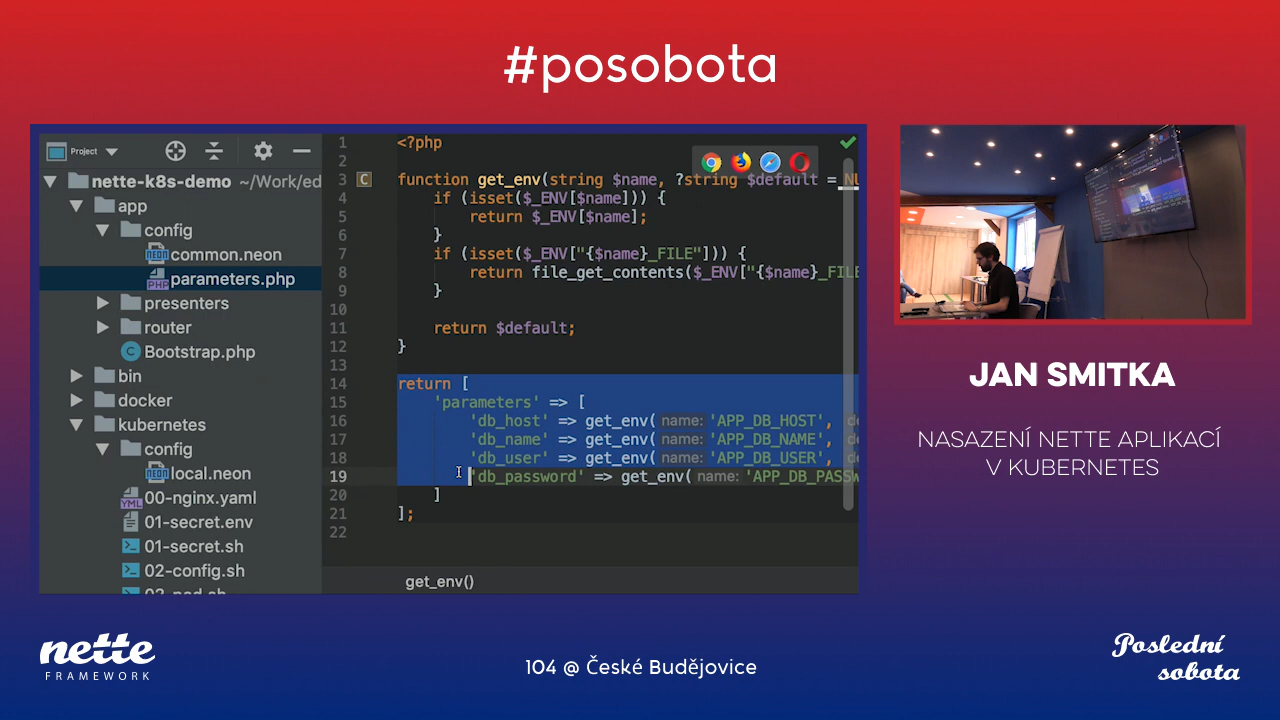 #posobota
Project
nette-k8s-demo ~/Work/ed
app
config
common.neon
parameters.php
presenters
router
Bootstrap.php
bin
docker
kubernetes
config
local.neon
00-nginx.yaml
01-secret.env
01-secret.sh
02-config.sh
1 <?php
2
3 function get_env(string $name, ?string $default = NU
4 if (isset($_ENV[$name])) {
5 return $_ENV[$name];
6 }
7 if (isset($_ENV["{$name}_FILE"])) {
8 return file_get_contents($_ENV["{$name}_FILE
9 }
10
11 return $default;
12 }
13
14 return [
15 'parameters' => [
16 'db_host' => get_env( name: 'APP_DB_HOST', de
17 'db_name' => get_env( name: 'APP_DB_NAME', de
18 'db_user' => get_env( name: 'APP_DB_USER', de
19 'db_password' => get_env( name: 'APP_DB_PASSW
20 ]
21 ];
22
get_env()
JAN SMITKA
NASAZENÍ NETTE APLIKACÍ
V KUBERNETES
nette
FRAMEWORK
104 @ České Budějovice
Poslední
sobota